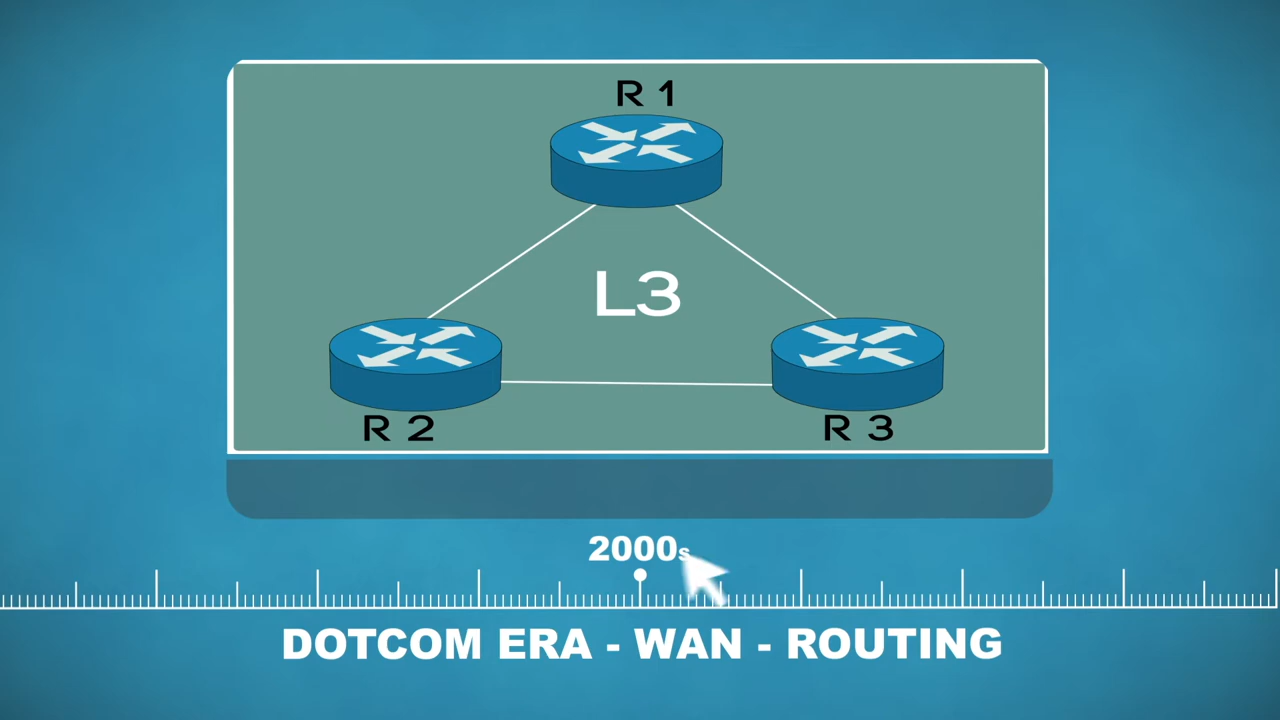 R 1
L3
R 2
R 3
2000s
DOTCOM ERA - WAN - ROUTING